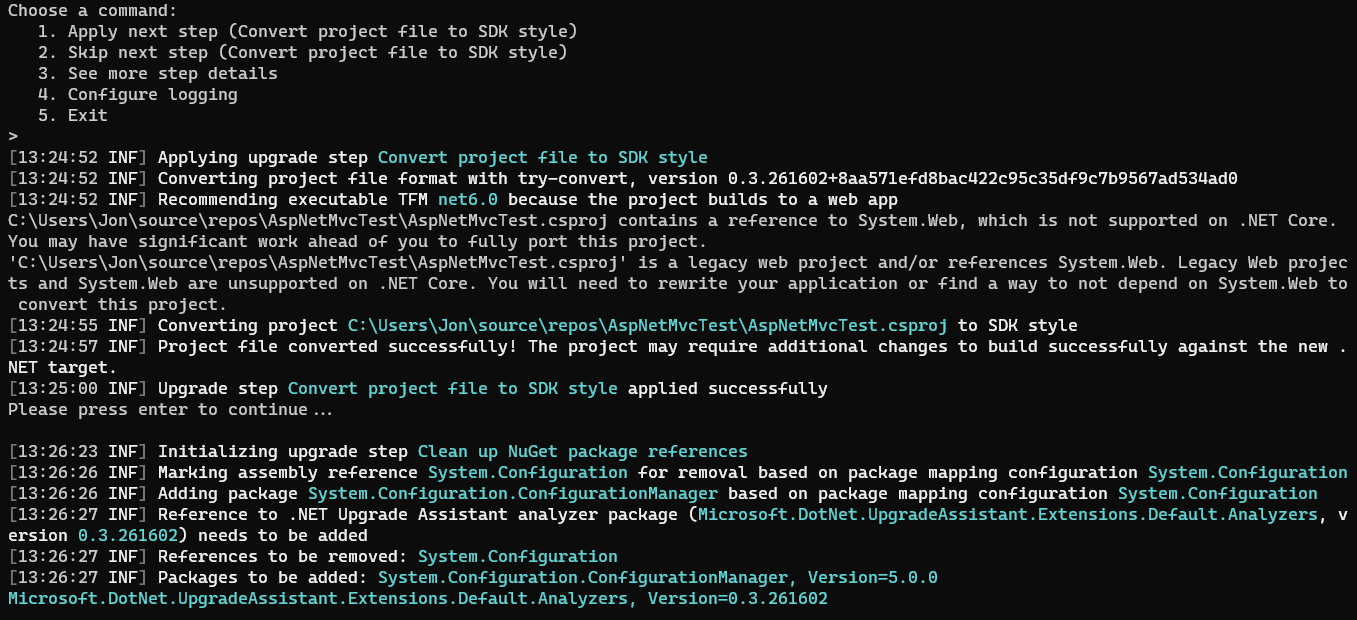 Choose a command:
   1. Apply next step (Convert project file to SDK style)
   2. Skip next step (Convert project file to SDK style)
   3. See more step details
   4. Configure logging
   5. Exit
>
[13:24:52 INF] Applying upgrade step Convert project file to SDK style
[13:24:52 INF] Converting project file format with try-convert, version 0.3.261602+8aa571efd8bac422c95c35df9c7b9567ad534ad0
[13:24:52 INF] Recommending executable TFM net6.0 because the project builds to a web app
C:\Users\Jon\source\repos\AspNetMvcTest\AspNetMvcTest.csproj contains a reference to System.Web, which is not supported on .NET Core.
You may have significant work ahead of you to fully port this project.
'C:\Users\Jon\source\repos\AspNetMvcTest\AspNetMvcTest.csproj' is a legacy web project and/or references System.Web. Legacy Web projec
ts and System.Web are unsupported on .NET Core. You will need to rewrite your application or find a way to not depend on System.Web to
 convert this project.
[13:24:55 INF] Converting project C:\Users\Jon\source\repos\AspNetMvcTest\AspNetMvcTest.csproj to SDK style
[13:24:57 INF] Project file converted successfully! The project may require additional changes to build successfully against the new .
NET target.
[13:25:00 INF] Upgrade step Convert project file to SDK style applied successfully
Please press enter to continue...
[13:26:23 INF] Initializing upgrade step Clean up NuGet package references
[13:26:26 INF] Marking assembly reference System.Configuration for removal based on package mapping configuration System.Configuration
[13:26:26 INF] Adding package System.Configuration.ConfigurationManager based on package mapping configuration System.Configuration
[13:26:27 INF] Reference to .NET Upgrade Assistant analyzer package (Microsoft.DotNet.UpgradeAssistant.Extensions.Default.Analyzers, v
ersion 0.3.261602) needs to be added
[13:26:27 INF] References to be removed: System.Configuration
[13:26:27 INF] Packages to be added: System.Configuration.ConfigurationManager, Version=5.0.0
Microsoft.DotNet.UpgradeAssistant.Extensions.Default.Analyzers, Version=0.3.261602